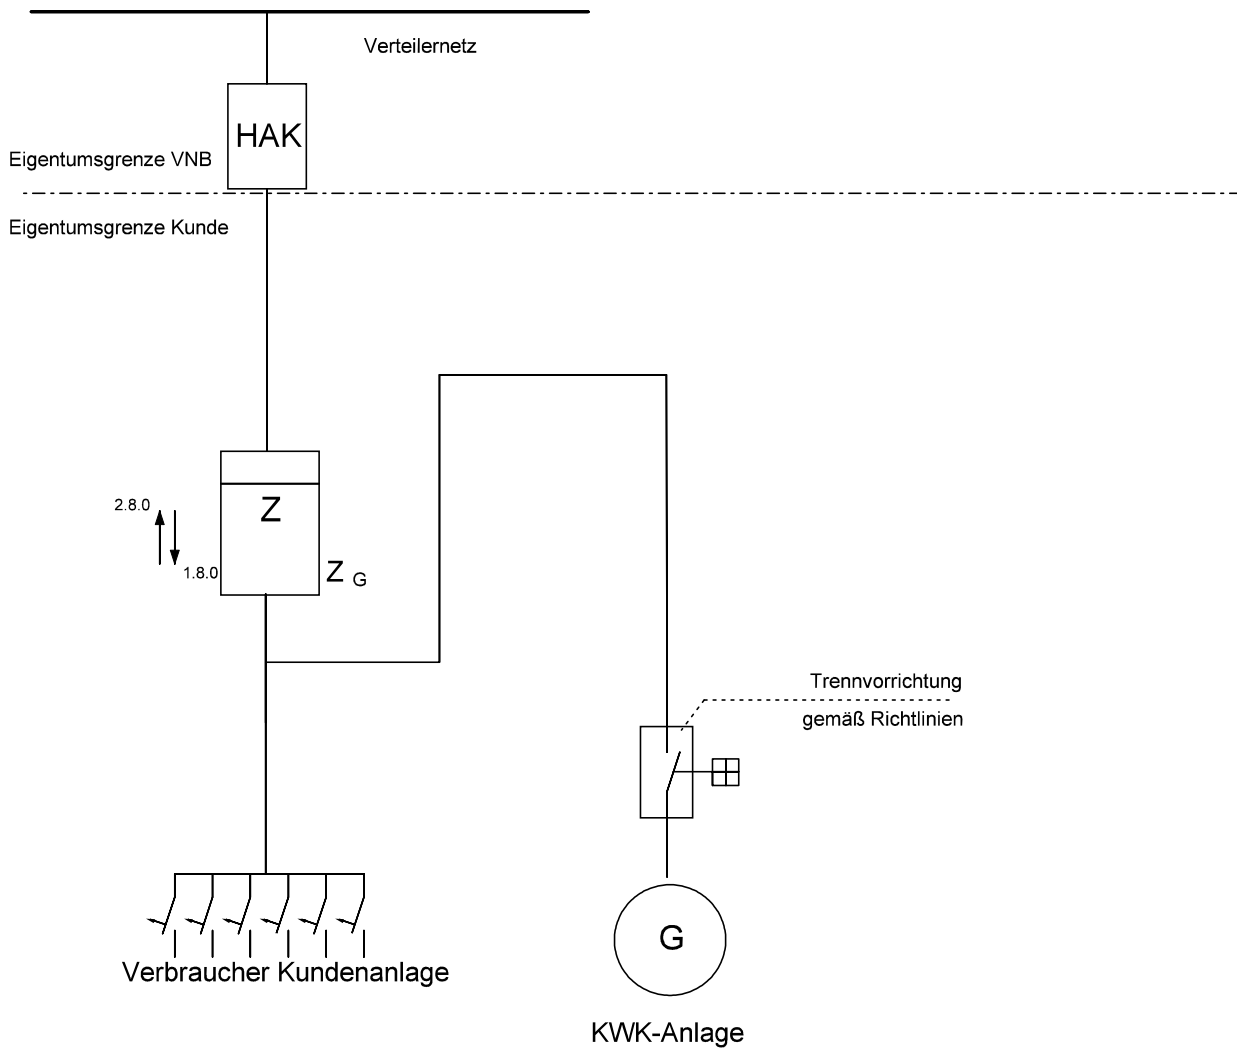 Verteilernetz
HAK
Eigentumsgrenze VNB
Eigentumsgrenze Kunde
Z
2.8.0
1.8.0
Z G
Trennvorrichtung
gemäß Richtlinien
G
Verbraucher Kundenanlage
KWK-Anlage